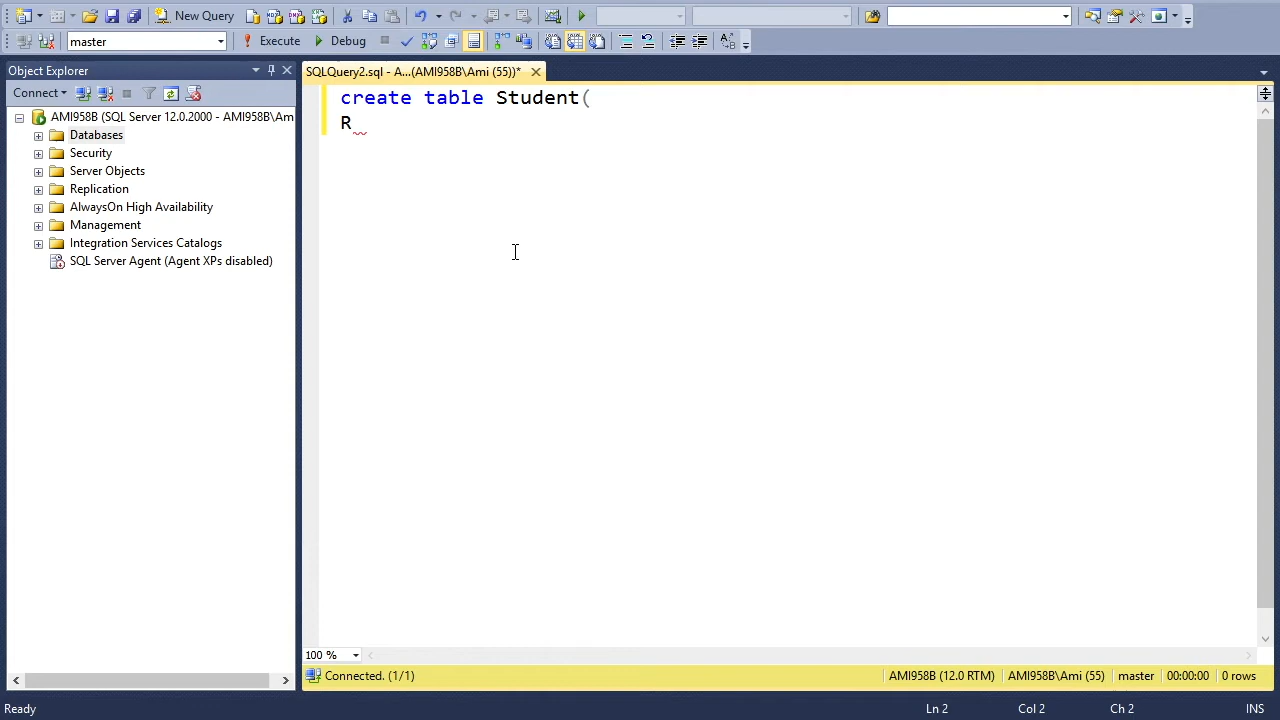 New Query
master
Execute
Debug
Object Explorer
SQLQuery2.sql - A...(AMI958B\Ami (55))*
Connect
create table Student(
R
AMI958B (SQL Server 12.0.2000 - AMI958B\Am
Databases
Security
Server Objects
Replication
AlwaysOn High Availability
Management
Integration Services Catalogs
SQL Server Agent (Agent XPs disabled)
100 %
Connected. (1/1)
AMI958B (12.0 RTM)
AMI958B\Ami (55)
master
00:00:00
0 rows
Ready
Ln 2
Col 2
Ch 2
INS